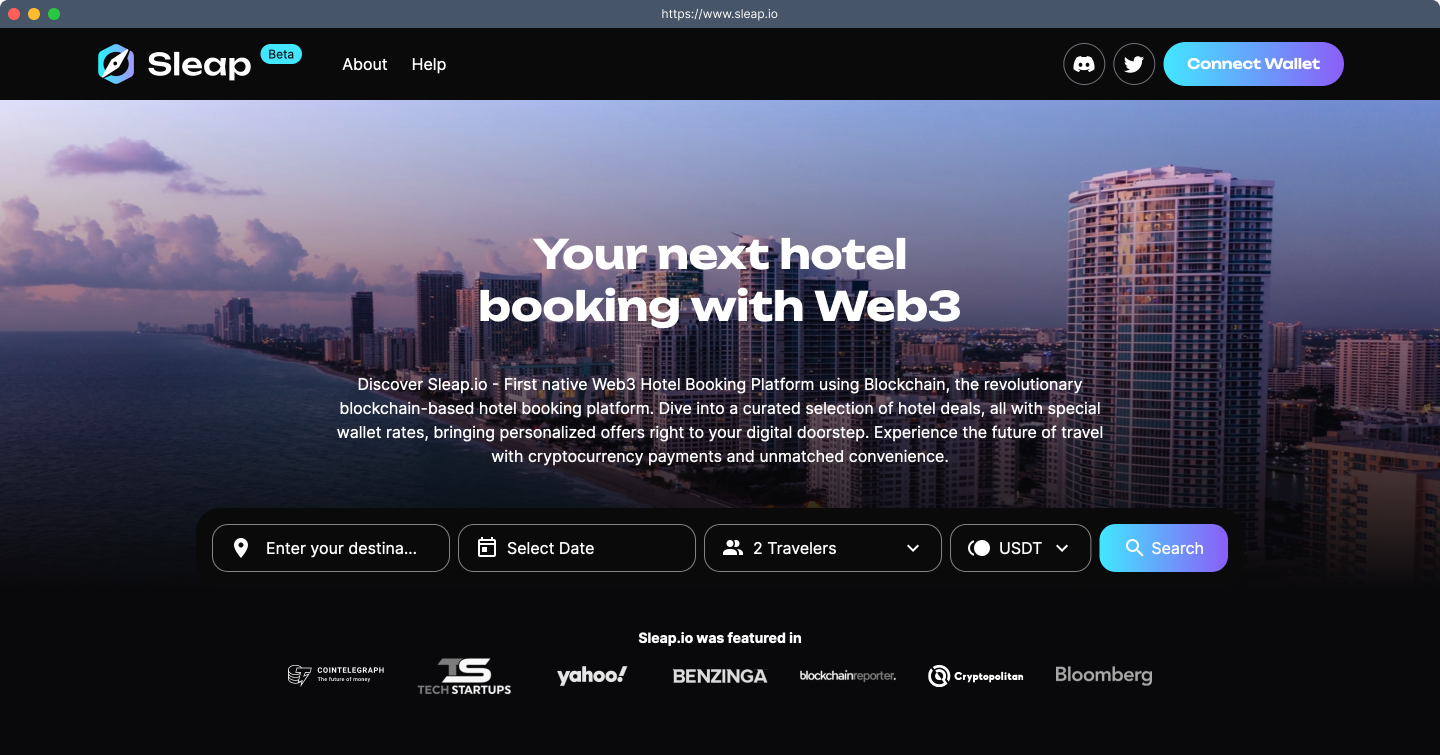 https://www.sleap.io
Sleap Beta About Help Connect Wallet
Your next hotel
booking with Web3
Discover Sleap.io - First native Web3 Hotel Booking Platform using Blockchain, the revolutionary
blockchain-based hotel booking platform. Dive into a curated selection of hotel deals, all with special
wallet rates, bringing personalized offers right to your digital doorstep. Experience the future of travel
with cryptocurrency payments and unmatched convenience.
Enter your destina... Select Date 2 Travelers USDT Search
Sleap.io was featured in
COINTELEGRAPH
The future of money
TS
TECH STARTUPS
yahoo!
BENZINGA
blockchainreporter.
Cryptopolitan
Bloomberg